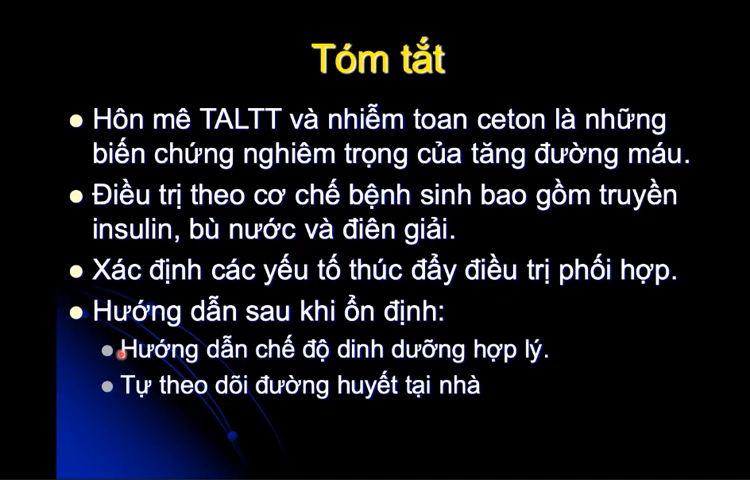 Tóm tắt
Hôn mê TALTT và nhiễm toan ceton là những
biến chứng nghiêm trọng của tăng đường máu.
Điều trị theo cơ chế bệnh sinh bao gồm truyền
insulin, bù nước và điên giải.
Xác định các yếu tố thúc đẩy điều trị phối hợp.
Hướng dẫn sau khi ổn định:
Hướng dẫn chế độ dinh dưỡng hợp lý.
Tự theo dõi đường huyết tại nhà